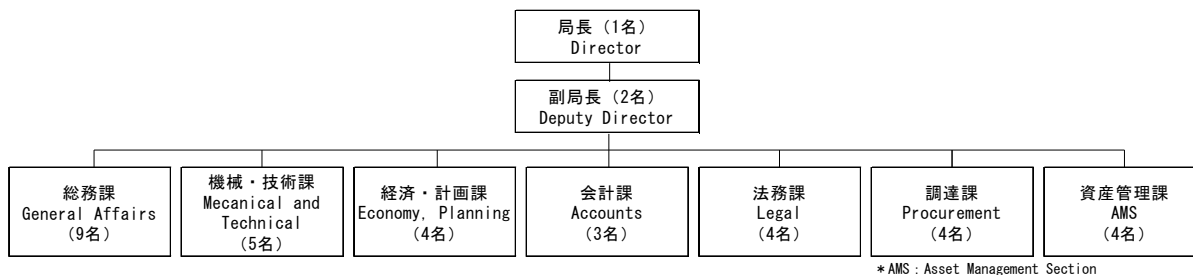 局長 (1名)
Director
副局長 (2名)
Deputy Director
総務課
General Affairs
(9名)
機械・技術課
Mecanical and
Technical
(5名)
経済・計画課
Economy, Planning
(4名)
会計課
Accounts
(3名)
法務課
Legal
(4名)
調達課
Procurement
(4名)
資産管理課
AMS
(4名)
*AMS : Asset Management Section